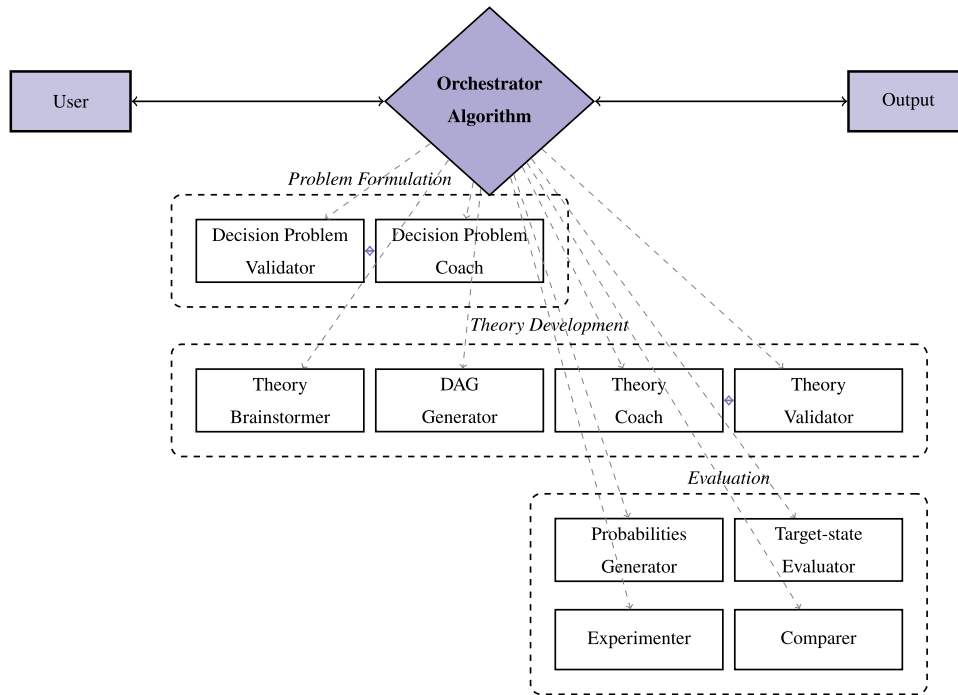 Orchestrator
Algorithm
User
Output
Problem Formulation
Decision Problem
Validator
Decision Problem
Coach
Theory Development
Theory
Brainstormer
DAG
Generator
Theory
Coach
Theory
Validator
Evaluation
Probabilities
Generator
Target-state
Evaluator
Experimenter
Comparer